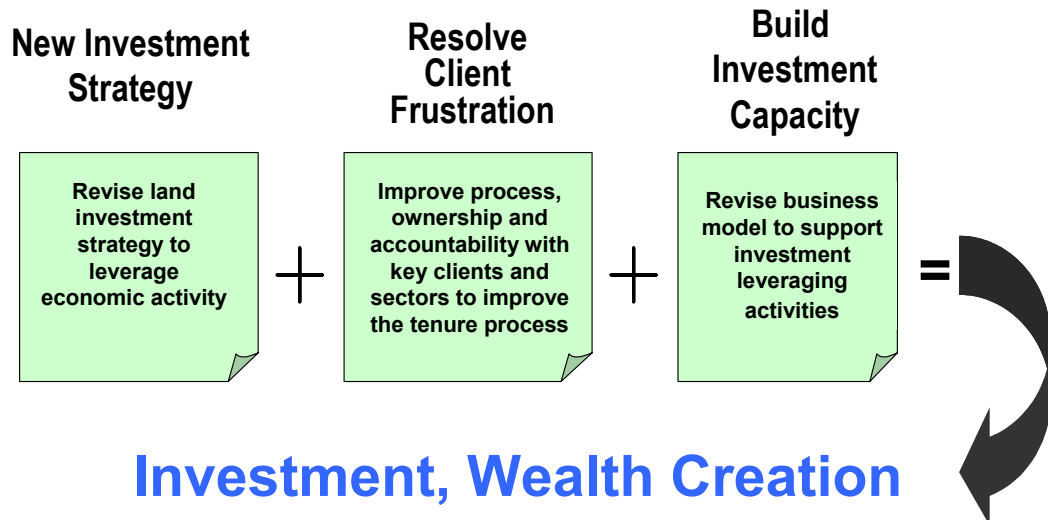 New Investment
Strategy
Resolve
Client
Frustration
Build
Investment
Capacity
Revise land
investment
strategy to
leverage
economic activity
+
Improve process,
ownership and
accountability with
key clients and
sectors to improve
the tenure process
+
Revise business
model to support
investment
leveraging
activities
=
Investment, Wealth Creation